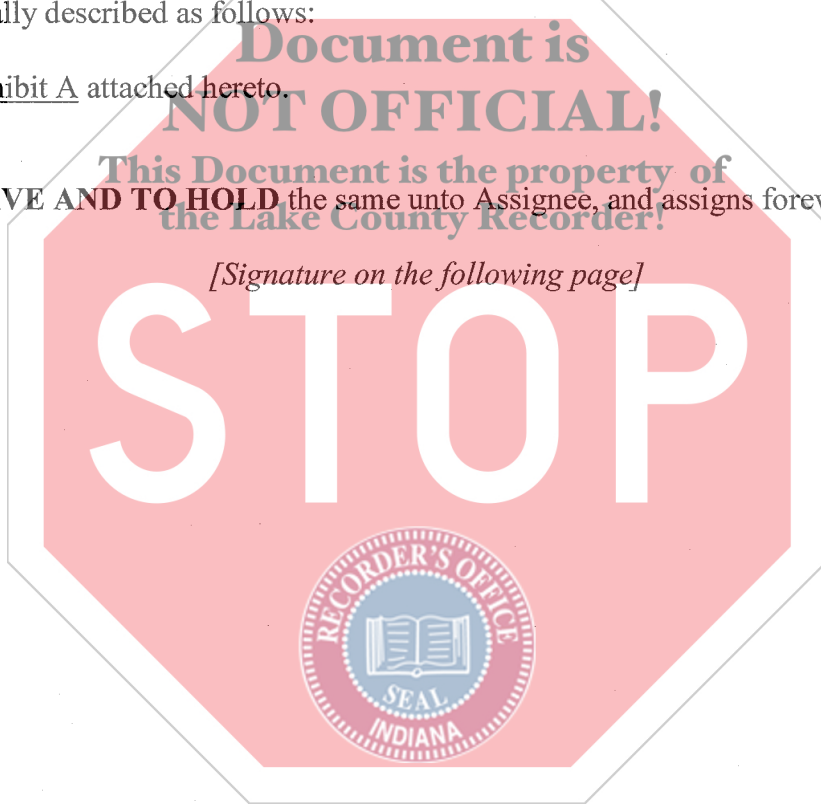 ally described as follows:
Document is
ibit A attached hereto.
NOT OFFICIAL!
This Document is the property of
VE AND TO HOLD the same unto Assignee, and assigns forev
the Lake County Recorder!
[Signature on the following page]
STOP
RECORDER'S OFFICE
SEAL
INDIANA